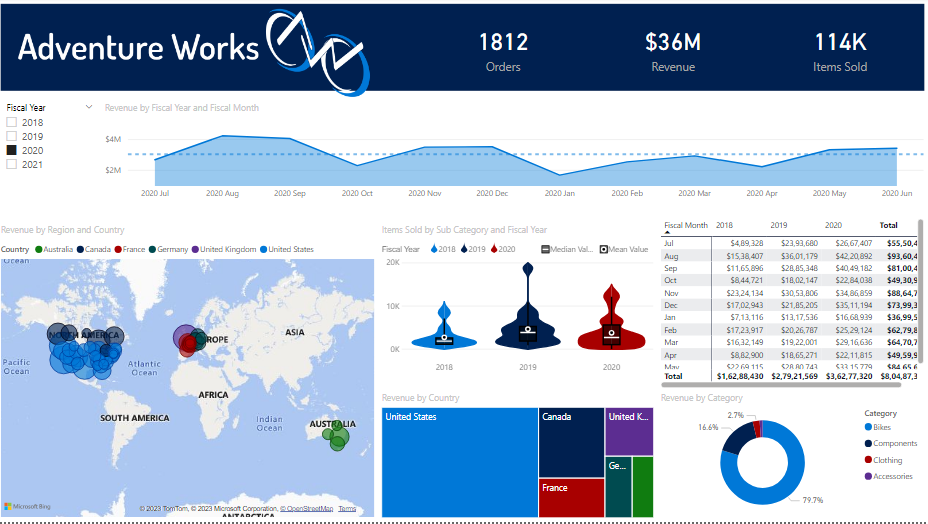 Adventure Works
1812
Orders
$36M
Revenue
114K
Items Sold
Fiscal Year
2018
2019
2020
2021
Revenue by Fiscal Year and Fiscal Month
$4M
$2M
2020 Jul 2020 Aug 2020 Sep 2020 Oct 2020 Nov 2020 Dec 2020 Jan 2020 Feb 2020 Mar 2020 Apr 2020 May 2020 Jun
Revenue by Region and Country
Country Australia Canada France Germany United Kingdom United States
Ocean
NORTH AMERICA
ROPE
ASIA
Pacific
Ocean
Atlantic
Ocean
AFRICA
SOUTH AMERICA
Indian
Ocean
AUSTRALIA
Microsoft Bing
© 2023 TomTom, © 2023 Microsoft Corporation, © OpenStreetMap Terms
ANTARCTICA
Items Sold by Sub Category and Fiscal Year
Fiscal Year 2018 2019 2020 Median Val... Mean Value
20K
10K
0K
2018 2019 2020
Fiscal Month 2018 2019 2020 Total
Jul $4,89,328 $23,93,680 $26,67,407 $55,50,4
Aug $15,38,407 $36,01,179 $42,20,892 $93,60,4
Sep $11,65,896 $28,85,348 $40,49,182 $81,00,4
Oct $8,44,721 $18,02,147 $22,84,038 $49,30,9
Nov $23,24,134 $30,53,806 $34,86,859 $88,64,7
Dec $17,02,943 $21,85,205 $35,11,194 $73,99,3
Jan $7,13,116 $13,17,536 $16,68,939 $36,99,5
Feb $17,23,917 $20,26,787 $25,29,124 $62,79,8
Mar $16,32,149 $19,22,001 $29,16,636 $64,70,7
Apr $8,82,900 $18,65,271 $22,11,815 $49,59,9
May $22,69,115 $28,80,743 $33,15,779 $84,65,6
Total $1,62,88,430 $2,79,21,569 $3,62,77,320 $8,04,87,3
Revenue by Country
United States
Canada
United K...
France
Ge...
Revenue by Category
2.7%
16.6%
79.7%
Category
Bikes
Components
Clothing
Accessories